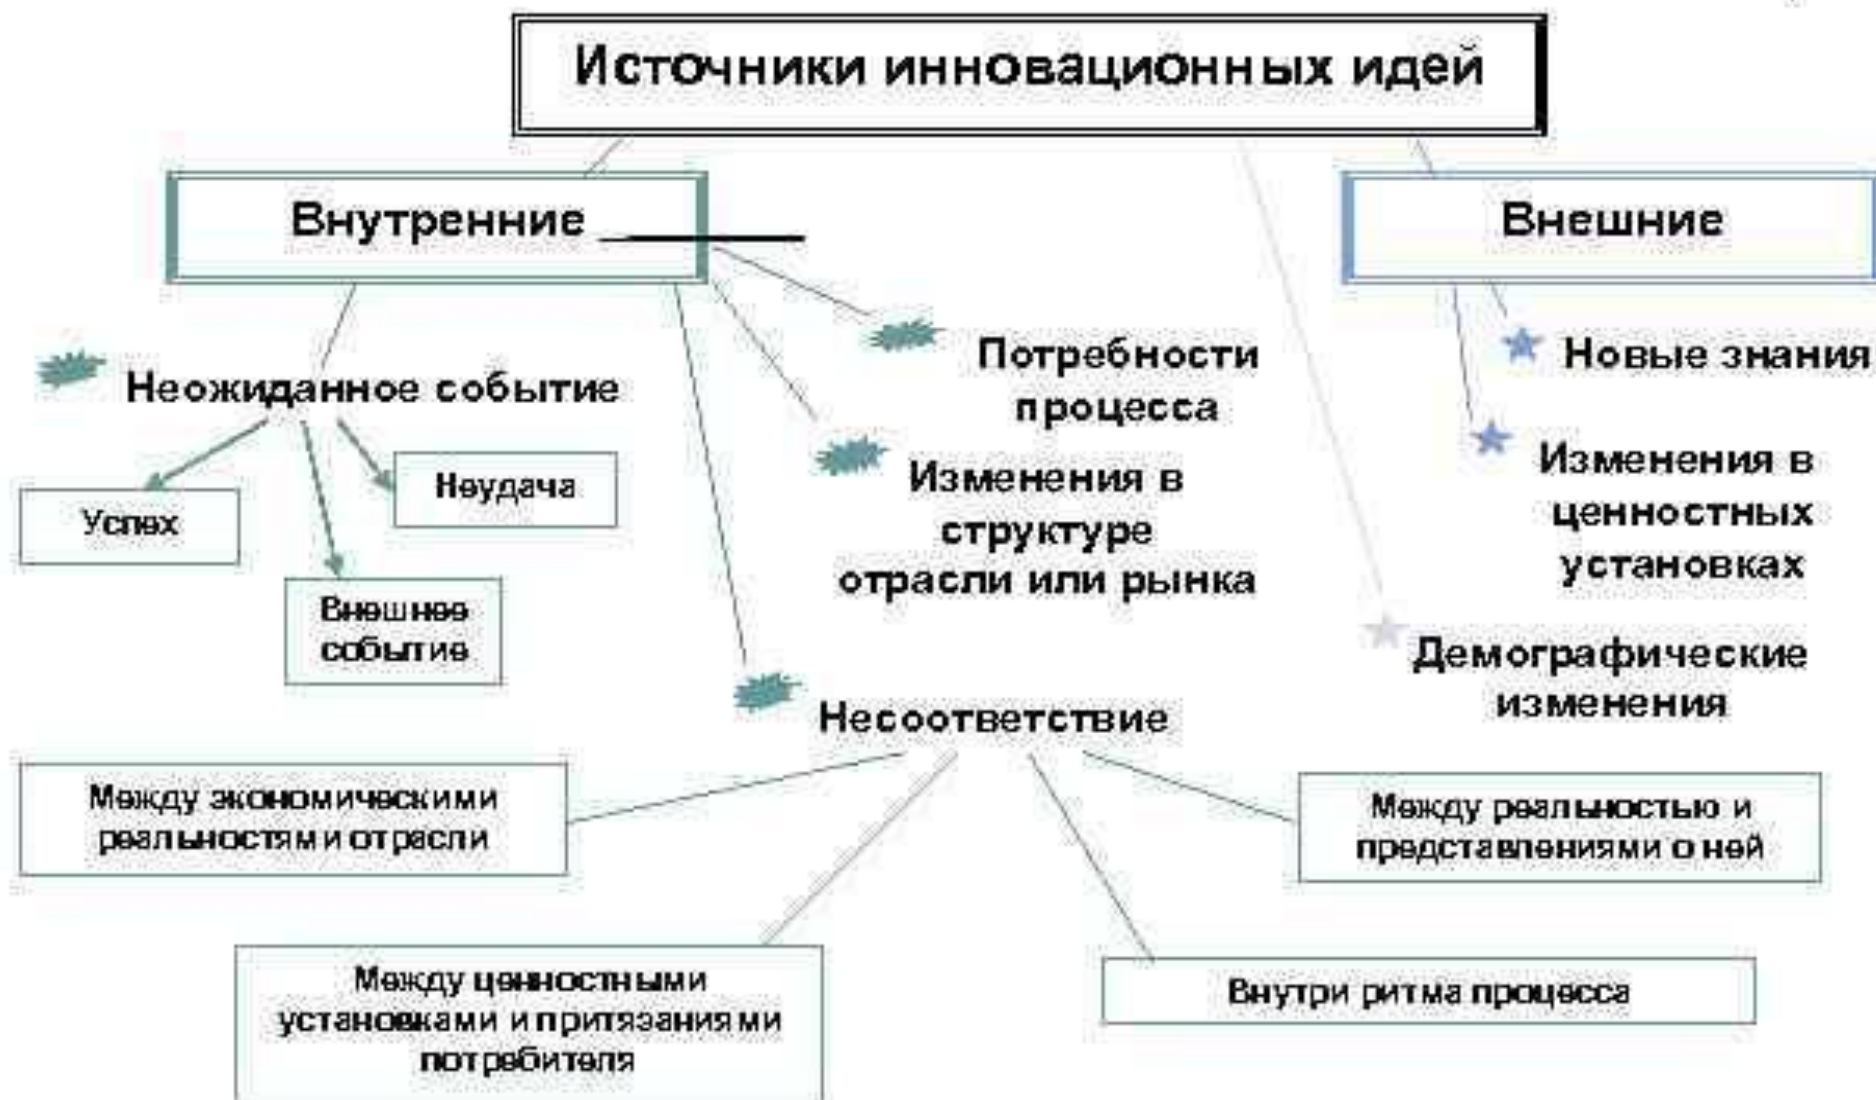 Источники инновационных идей
Внутренние
Внешние
Неожиданное событие
Успех
Внешнее
событие
Неудача
Потребности
процесса
Изменения в
структуре
отрасли или рынка
Новые знания
Изменения в
ценностных
установках
Демографические
изменения
Несоответствие
Между экономическими
реальностями отрасли
Между ценностными
установками и притязаниями
потребителя
Внутри ритма процесса
Между реальностью и
представлениями о ней